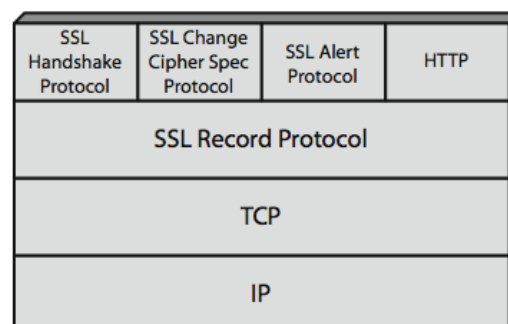 SSL
Handshake
Protocol
SSL Change
Cipher Spec
Protocol
SSL Alert
Protocol
HTTP
SSL Record Protocol
TCP
IP